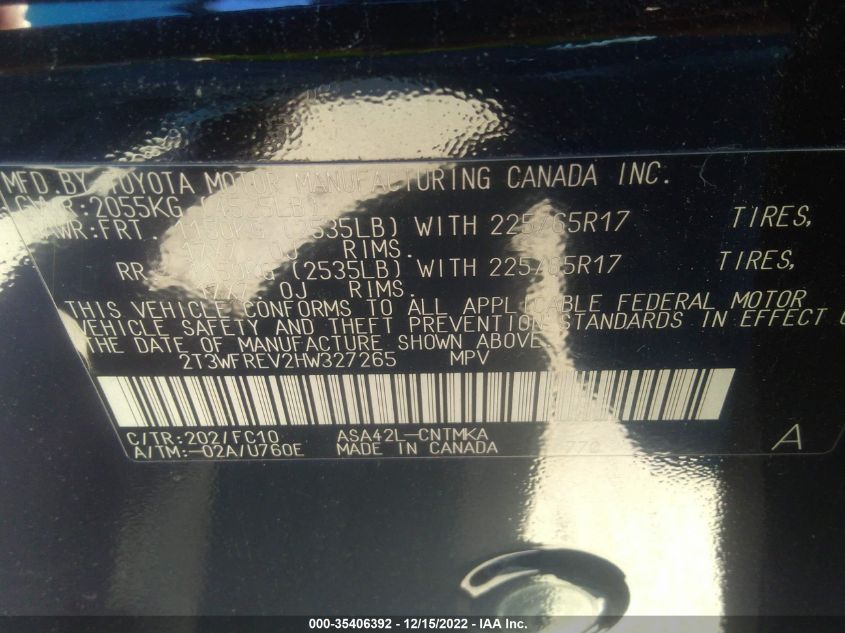 MFD BY TOYOTA MOTOR MANUFACTURING CANADA INC.
2055KG
FRT. (2535LB) WITH 225/65R17 TIRES,
RIMS.
RR (2535LB) WITH 225/65R17 TIRES,
RIMS.
THIS VEHICLE CONFORMS TO ALL APPLICABLE FEDERAL MOTOR
VEHICLE SAFETY AND THEFT PREVENTION STANDARDS IN EFFECT
THE DATE OF MANUFACTURE SHOWN ABOVE
2T3WFREV2HW327265 MPV
C/TR:202/FC10 ASA42L-CNTMKA
A/TM:-02A/U760E MADE IN CANADA A
000-35406392 - 12/15/2022 - IAA Inc.